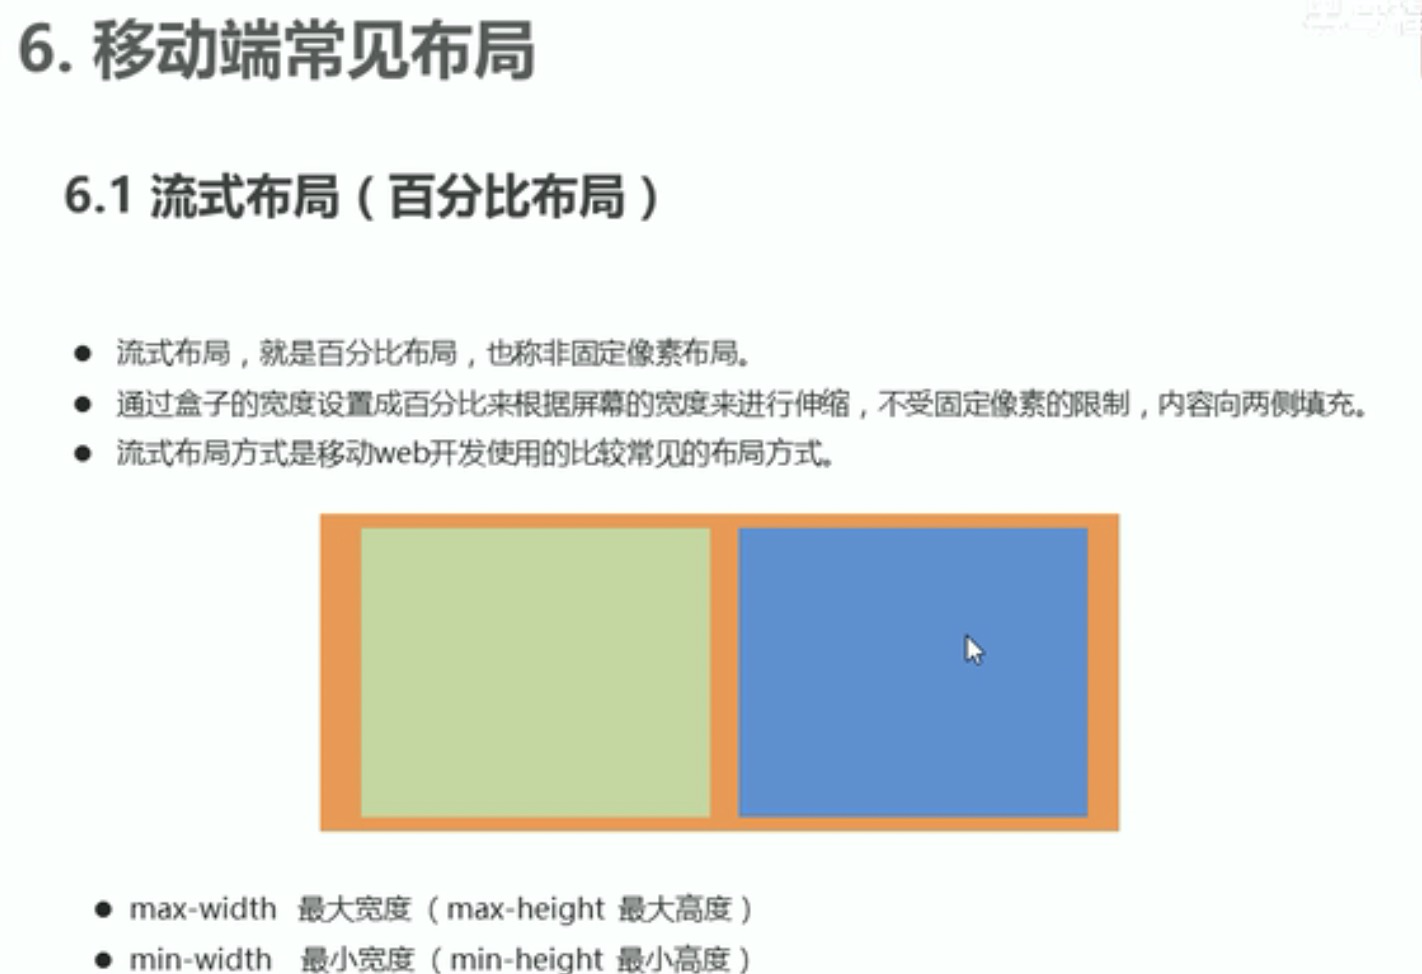 6. 移动端常见布局
6.1 流式布局（百分比布局）
● 流式布局，就是百分比布局，也称非固定像素布局。
● 通过盒子的宽度设置成百分比来根据屏幕的宽度来进行伸缩，不受固定像素的限制，内容向两侧填充。
● 流式布局方式是移动web开发使用的比较常见的布局方式。
● max-width 最大宽度（max-height 最大高度）
● min-width 最小宽度（min-height 最小高度）